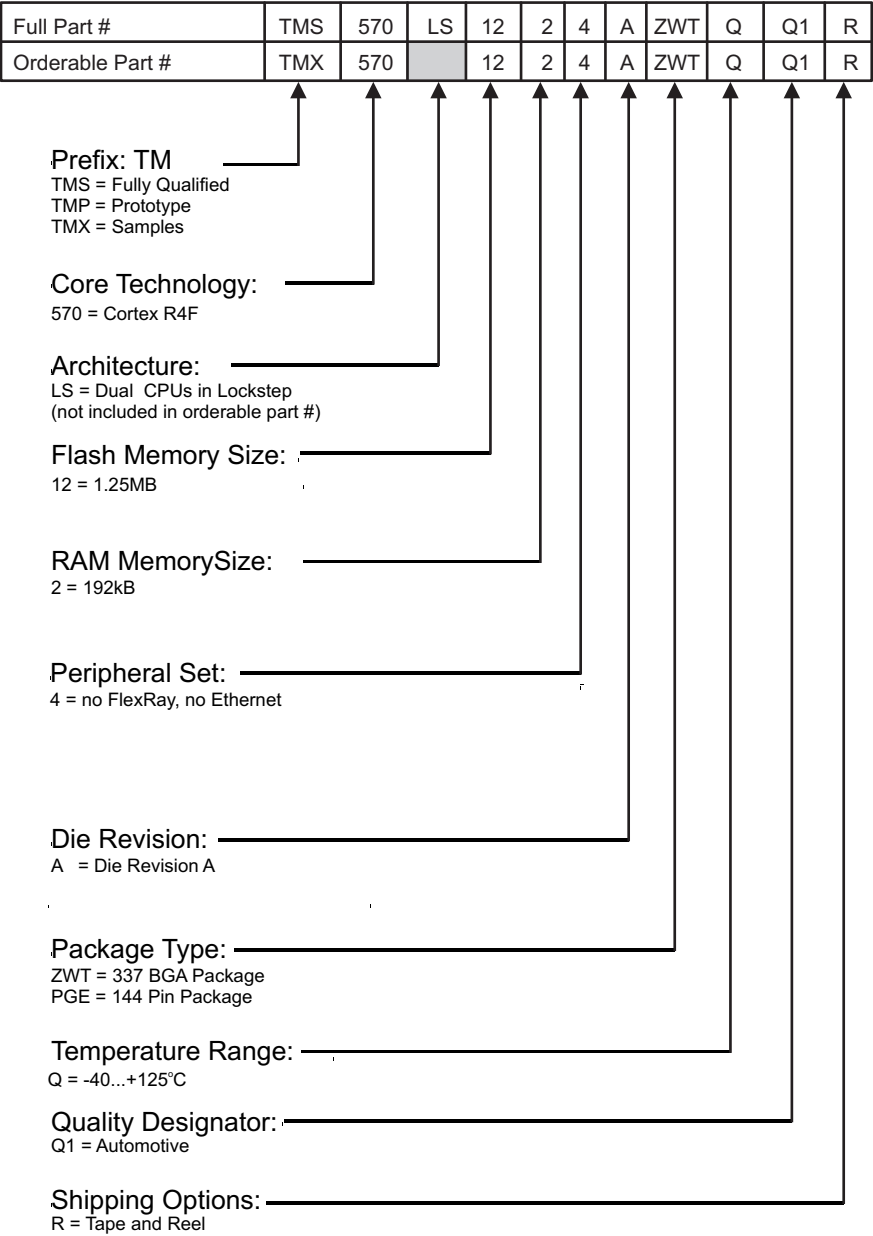 Full Part # TMS 570 LS 12 2 4 A ZWT Q Q1 R
Orderable Part # TMX 570 12 2 4 A ZWT Q Q1 R
Prefix: TM
TMS = Fully Qualified
TMP = Prototype
TMX = Samples
Core Technology:
570 = Cortex R4F
Architecture:
LS = Dual CPUs in Lockstep
(not included in orderable part #)
Flash Memory Size:
12 = 1.25MB
RAM MemorySize:
2 = 192kB
Peripheral Set:
4 = no FlexRay, no Ethernet
Die Revision:
A = Die Revision A
Package Type:
ZWT = 337 BGA Package
PGE = 144 Pin Package
Temperature Range:
Q = -40...+125°C
Quality Designator:
Q1 = Automotive
Shipping Options:
R = Tape and Reel